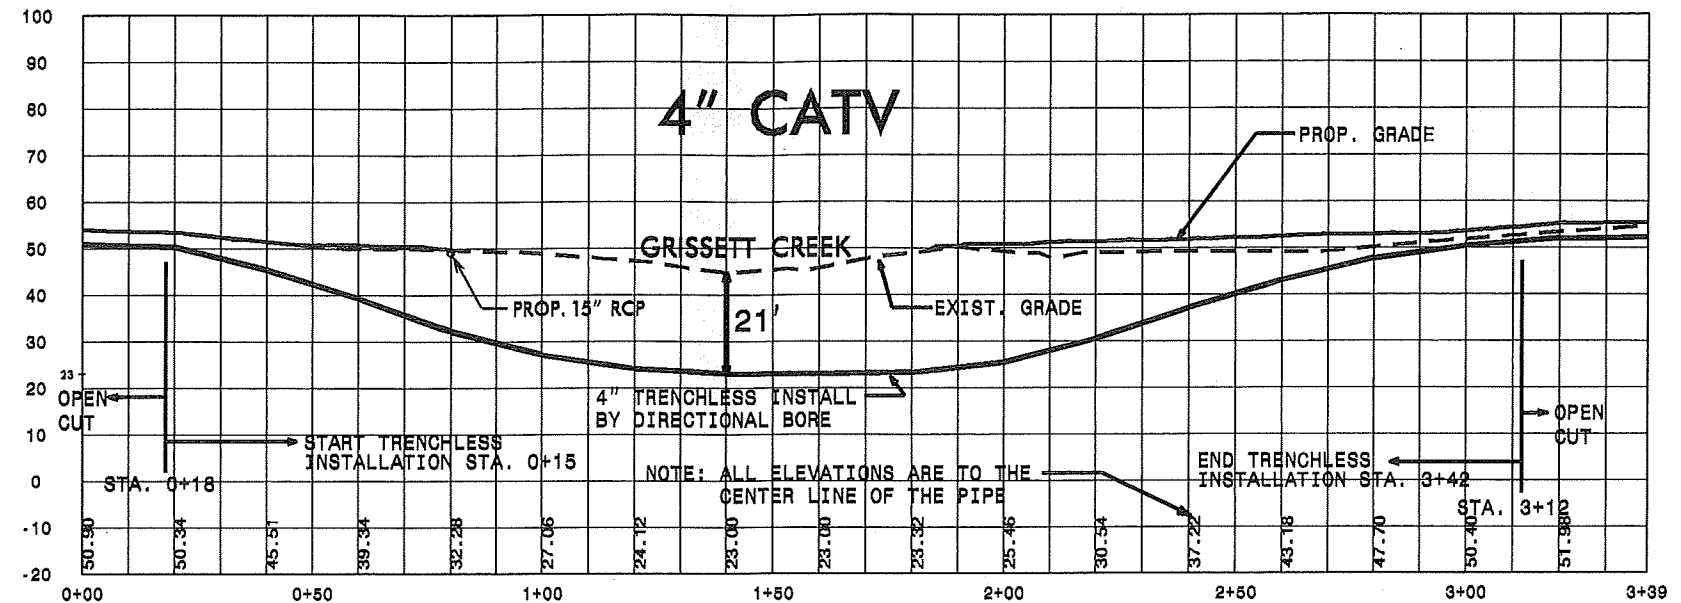 100
90
80
70
60
50
40
30
20
10
0
-10
-20
23
4" CATV
PROP. GRADE
GRISSETT CREEK
PROP. 15" RCP
21'
EXIST. GRADE
4" TRENCHLESS INSTALL
BY DIRECTIONAL BORE
OPEN
CUT
START TRENCHLESS
INSTALLATION STA. 0+15
STA. 0+18
NOTE: ALL ELEVATIONS ARE TO THE
CENTER LINE OF THE PIPE
END TRENCHLESS
INSTALLATION STA. 3+42
STA. 3+12
OPEN
CUT
50.90
50.34
45.51
39.34
32.28
27.06
24.12
23.00
23.00
23.32
25.46
30.54
37.22
43.18
47.70
50.40
51.98
0+00
0+50
1+00
1+50
2+00
2+50
3+00
3+39